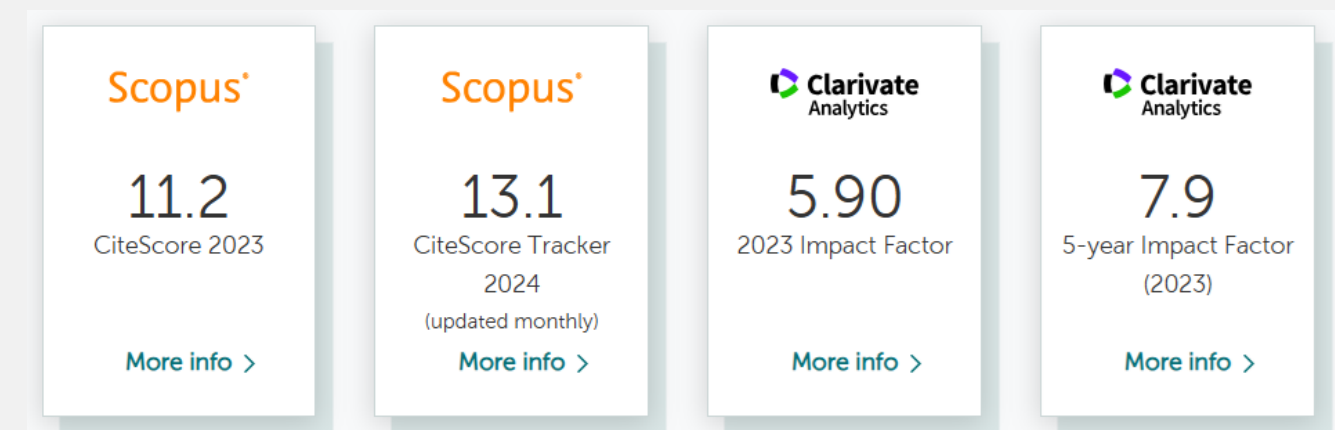 Scopus®
11.2
CiteScore 2023
More info >
Scopus®
13.1
CiteScore Tracker
2024
(updated monthly)
More info >
Clarivate
Analytics
5.90
2023 Impact Factor
More info >
Clarivate
Analytics
7.9
5-year Impact Factor
(2023)
More info >